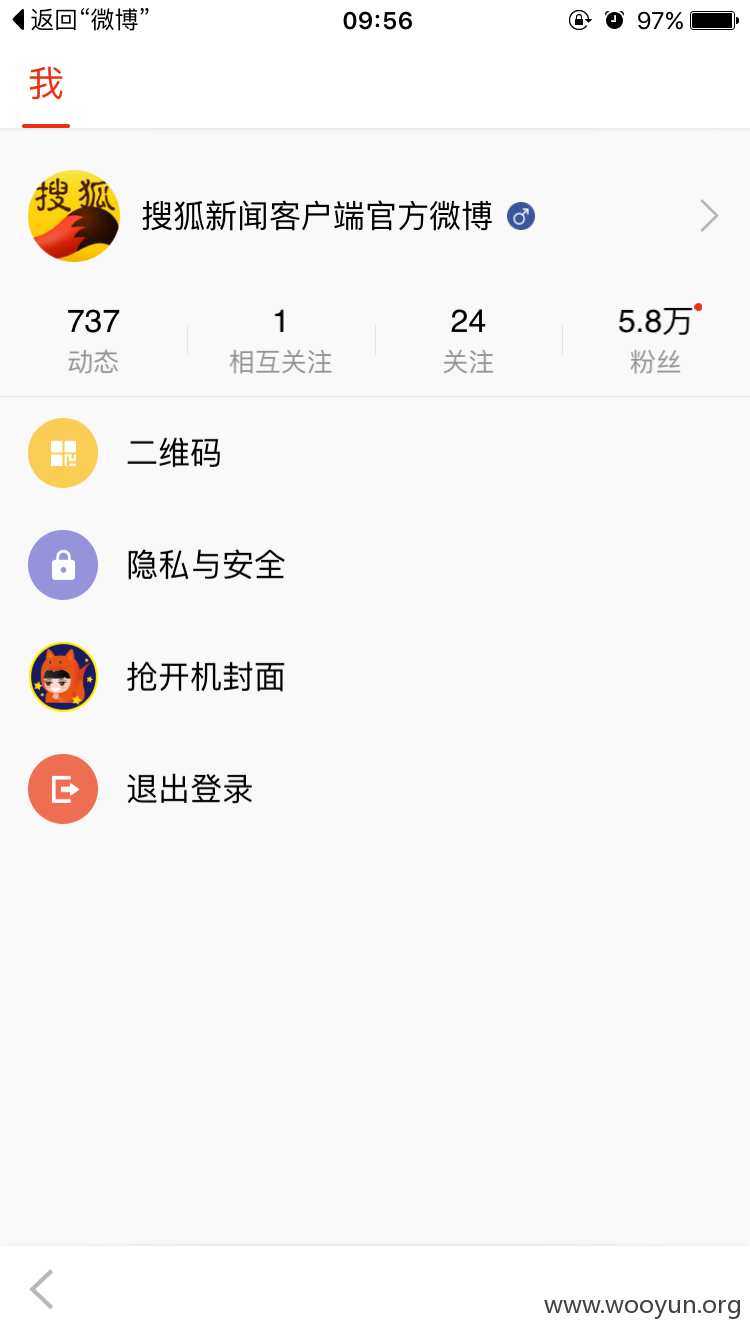 返回“微博” 09:56 97%
我
搜狐
搜狐新闻客户端官方微博
737 1 24 5.8万
动态 相互关注 关注 粉丝
二维码
隐私与安全
抢开机封面
退出登录
www.wooyun.org